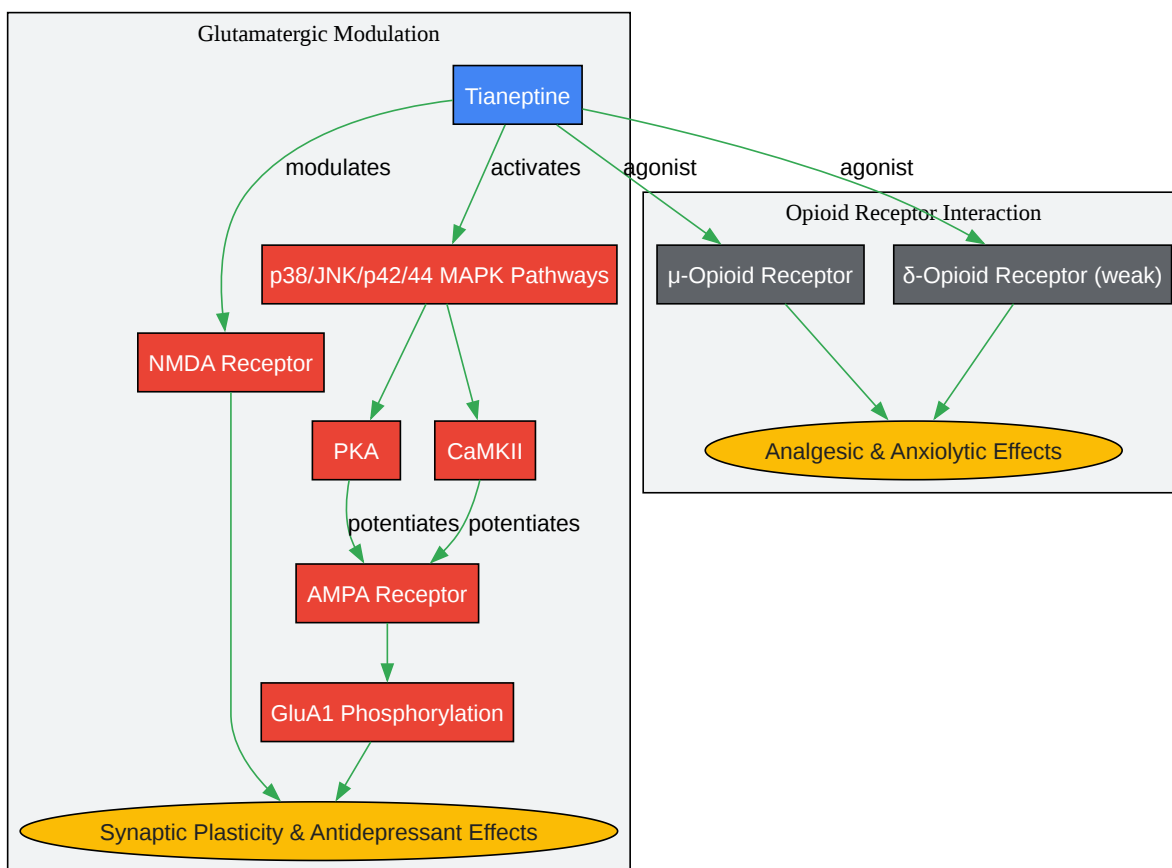 Glutamatergic Modulation
Tianeptine
modulates
activates
agonist
agonist
Opioid Receptor Interaction
p38/JNK/p42/44 MAPK Pathways
μ-Opioid Receptor
δ-Opioid Receptor (weak)
NMDA Receptor
PKA
CaMKII
Analgesic & Anxiolytic Effects
potentiates
potentiates
AMPA Receptor
GluA1 Phosphorylation
Synaptic Plasticity & Antidepressant Effects